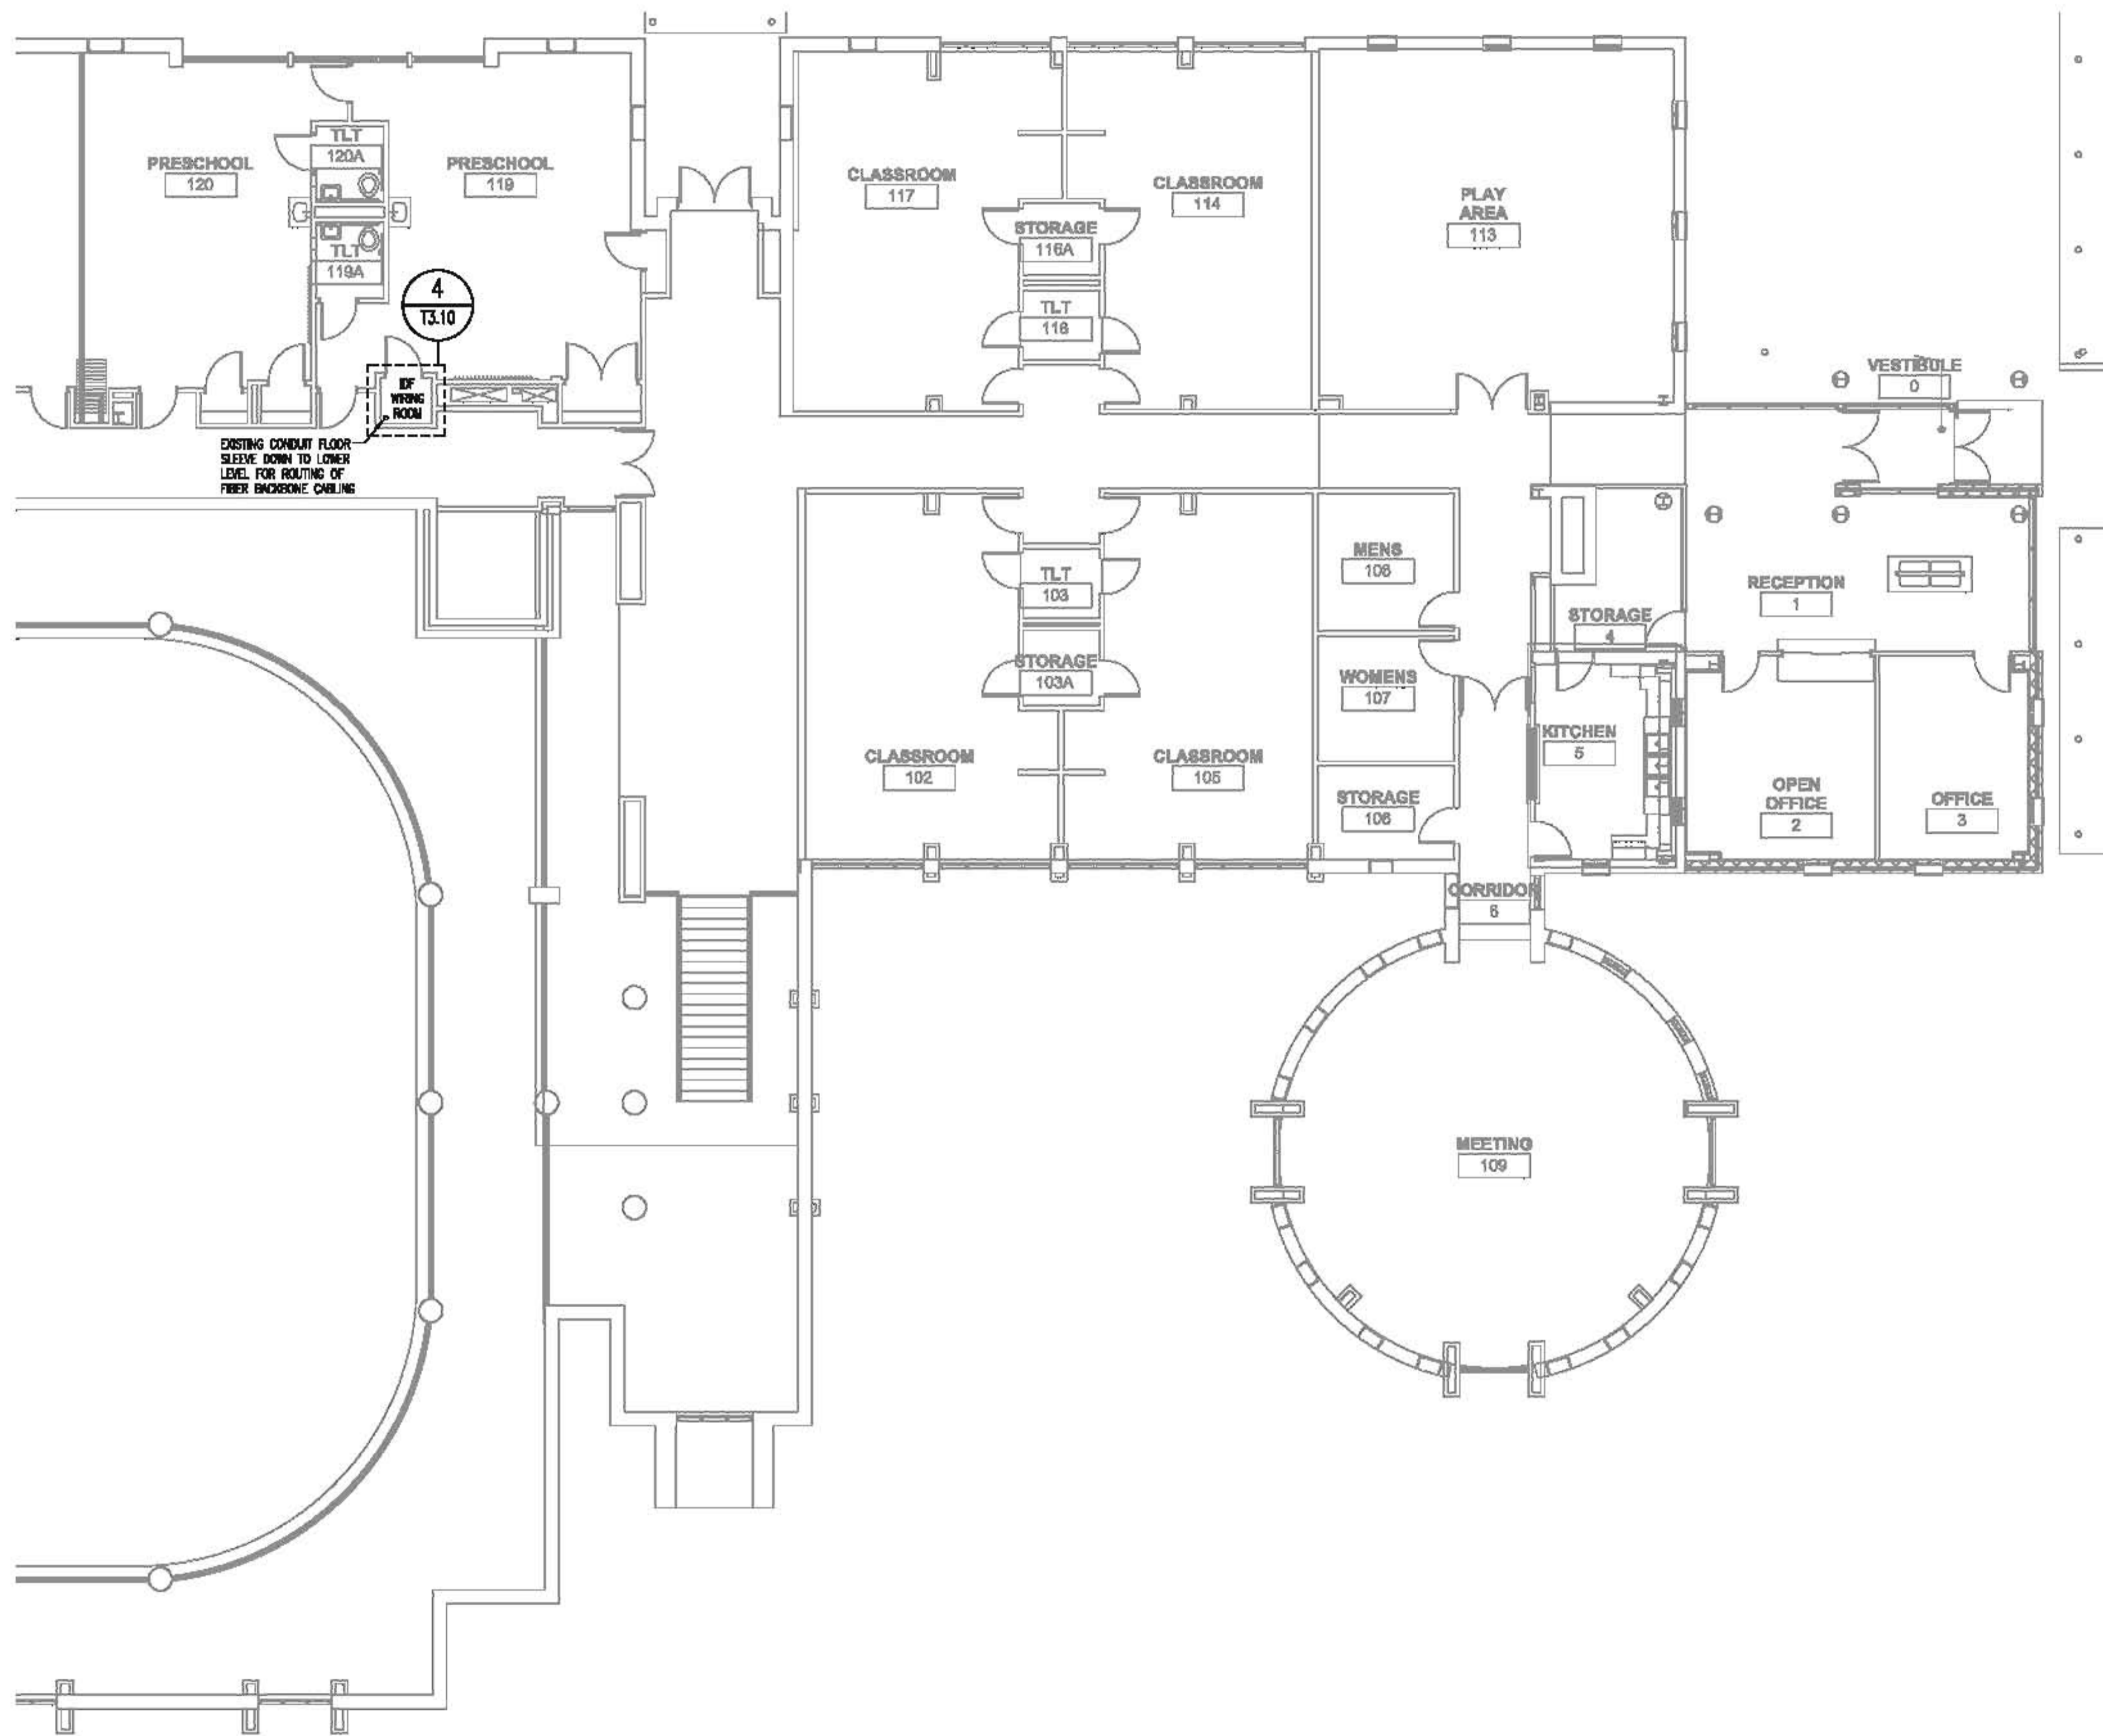 PRESCHOOL
120
TLT
120A
PRESCHOOL
119
TLT
119A
4
T3.10
IDF
WIRING
ROOM
EXISTING CONDUIT FLOOR
SLEEVE DOWN TO LOWER
LEVEL FOR ROUTING OF
FIBER BACKBONE CABLING
CLASSROOM
117
CLASSROOM
114
STORAGE
116A
TLT
116
PLAY
AREA
113
VESTIBULE
0
MENS
108
TLT
103
STORAGE
103A
WOMENS
107
CLASSROOM
102
CLASSROOM
105
STORAGE
106
RECEPTION
1
STORAGE
4
KITCHEN
5
OPEN
OFFICE
2
OFFICE
3
CORRIDOR
6
MEETING
109